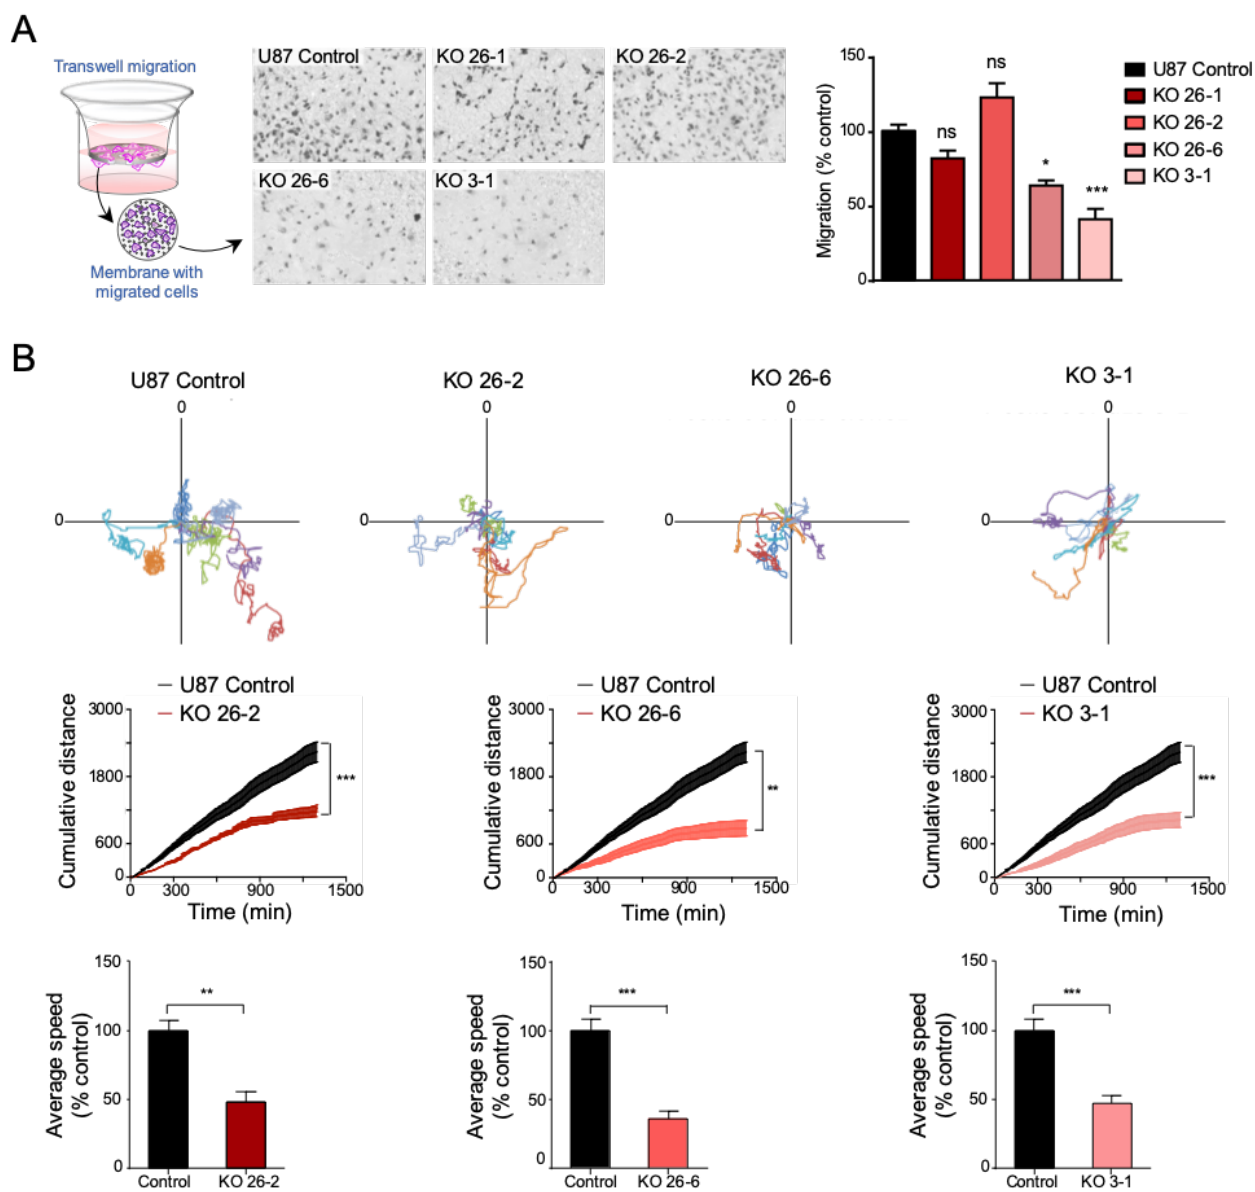 A
Transwell migration
Membrane with
migrated cells
U87 Control
KO 26-1
KO 26-2
KO 26-6
KO 3-1
Migration (% control)
150
100
50
0
ns
ns
*
***
U87 Control
KO 26-1
KO 26-2
KO 26-6
KO 3-1
B
U87 Control
0
0
KO 26-2
0
0
KO 26-6
0
0
KO 3-1
0
0
Cumulative distance
3000
1800
600
0
U87 Control
KO 26-2
***
0 300 900 1500
Time (min)
Cumulative distance
3000
1800
600
0
U87 Control
KO 26-6
**
0 300 900 1500
Time (min)
Cumulative distance
3000
1800
600
0
U87 Control
KO 3-1
***
0 300 900 1500
Time (min)
Average speed
(% control)
150
100
50
0
**
Control KO 26-2
Average speed
(% control)
150
100
50
0
***
Control KO 26-6
Average speed
(% control)
150
100
50
0
***
Control KO 3-1